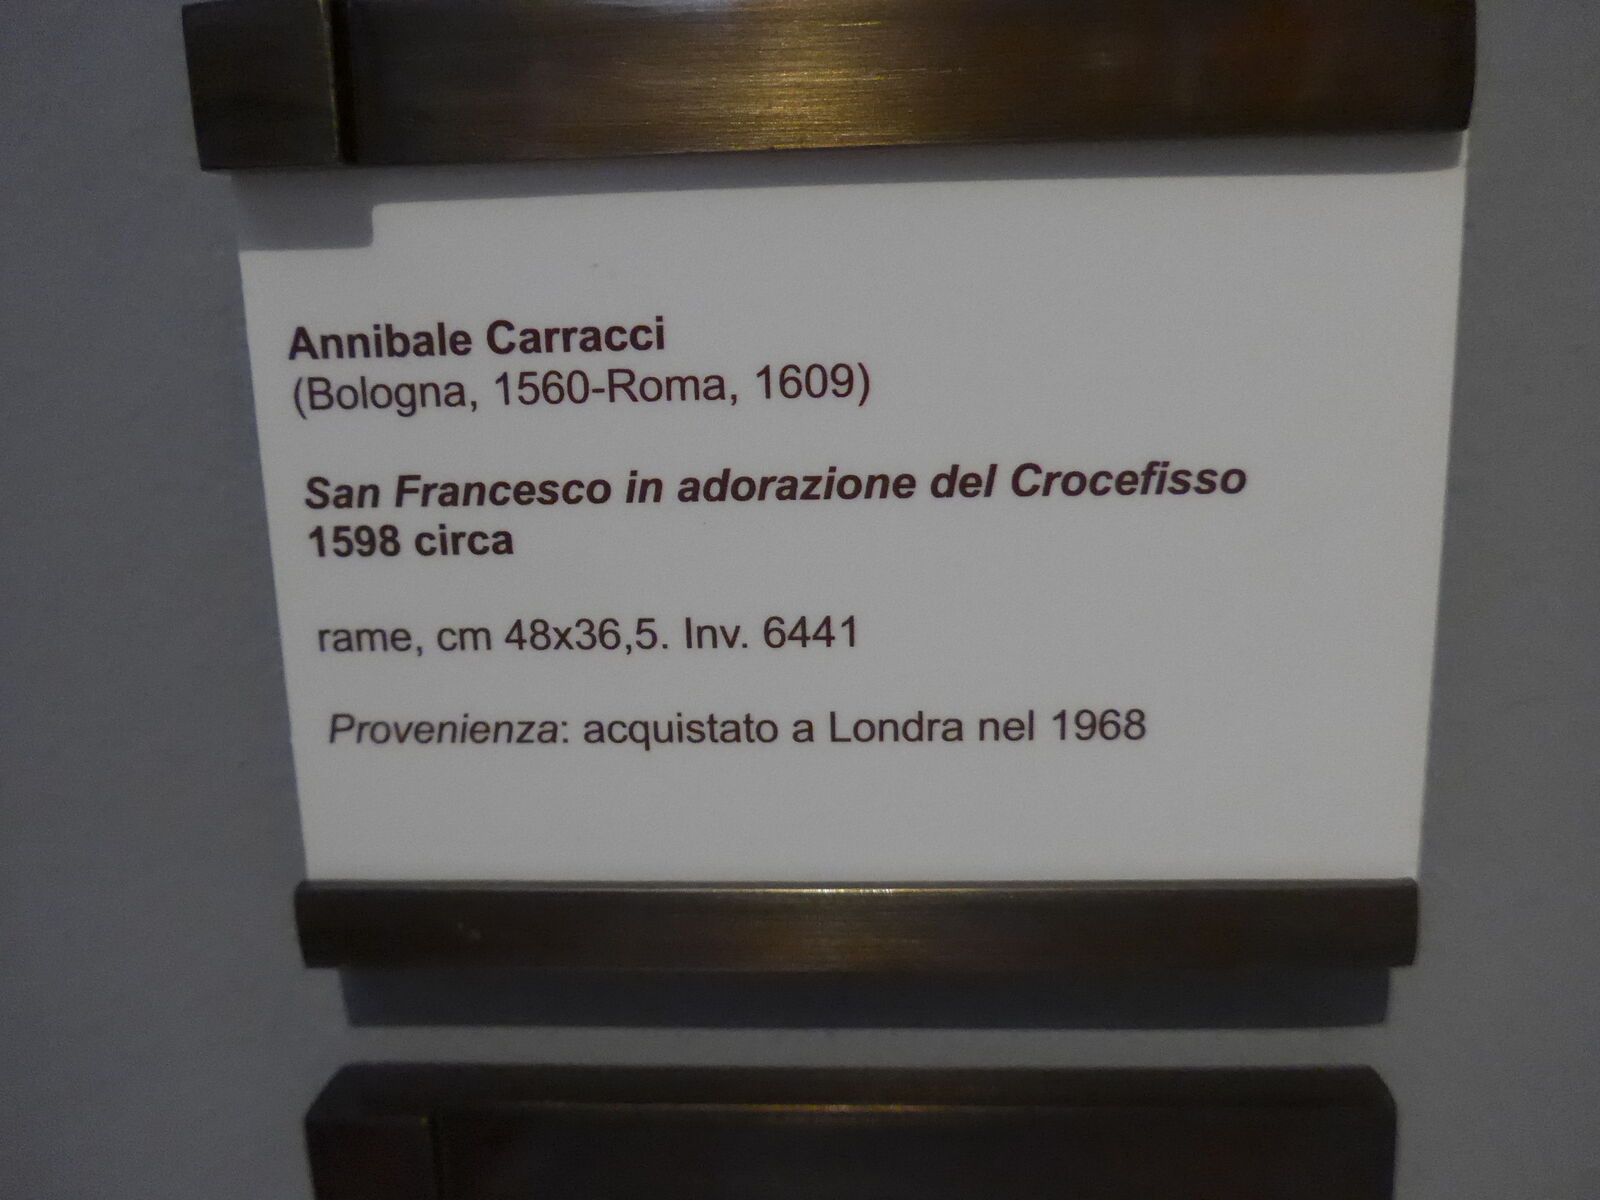 Annibale Carracci
(Bologna, 1560-Roma, 1609)
San Francesco in adorazione del Crocefisso
1598 circa
rame, cm 48x36,5. Inv. 6441
Provenienza: acquistato a Londra nel 1968